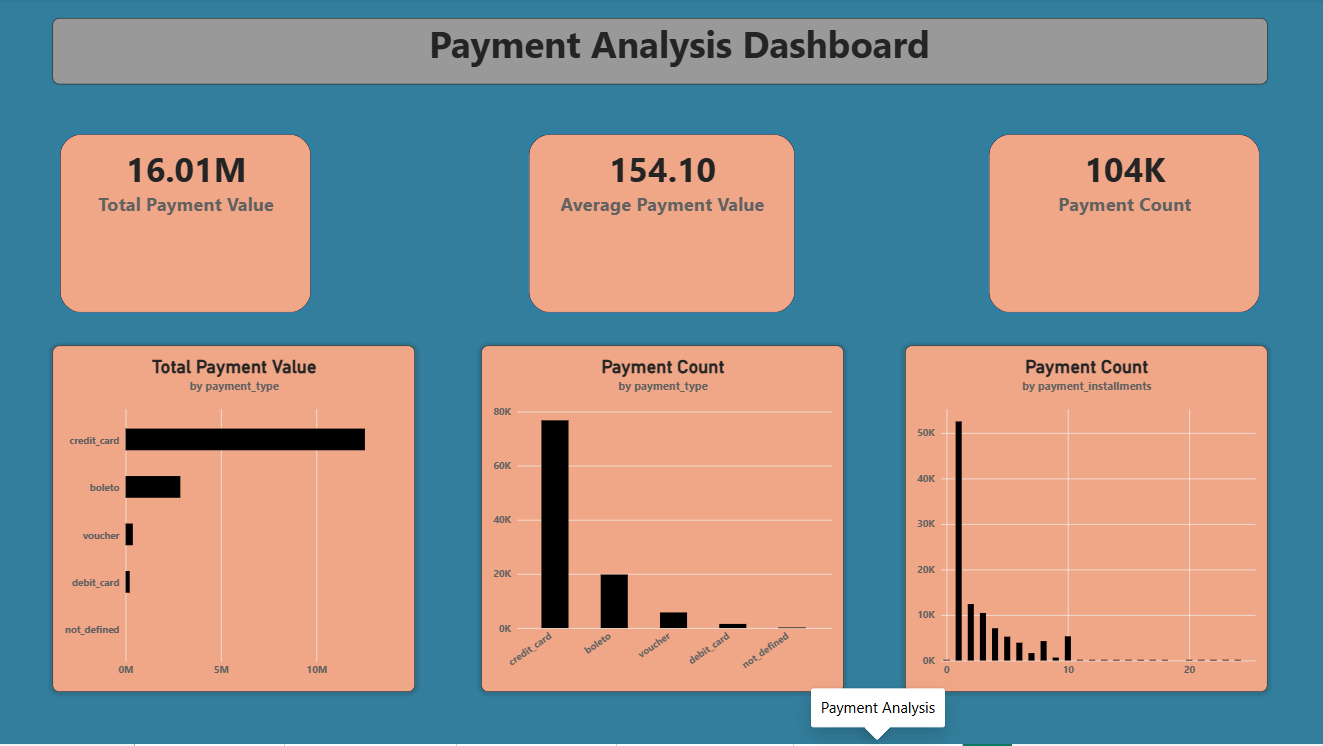 Payment Analysis Dashboard
16.01M
Total Payment Value
154.10
Average Payment Value
104K
Payment Count
Total Payment Value
by payment_type
credit_card
boleto
voucher
debit_card
not_defined
0M 5M 10M
Payment Count
by payment_type
80K
60K
40K
20K
0K
credit_card boleto voucher debit_card not_defined
Payment Count
by payment_installments
50K
40K
30K
20K
10K
0K
0 10 20
Payment Analysis